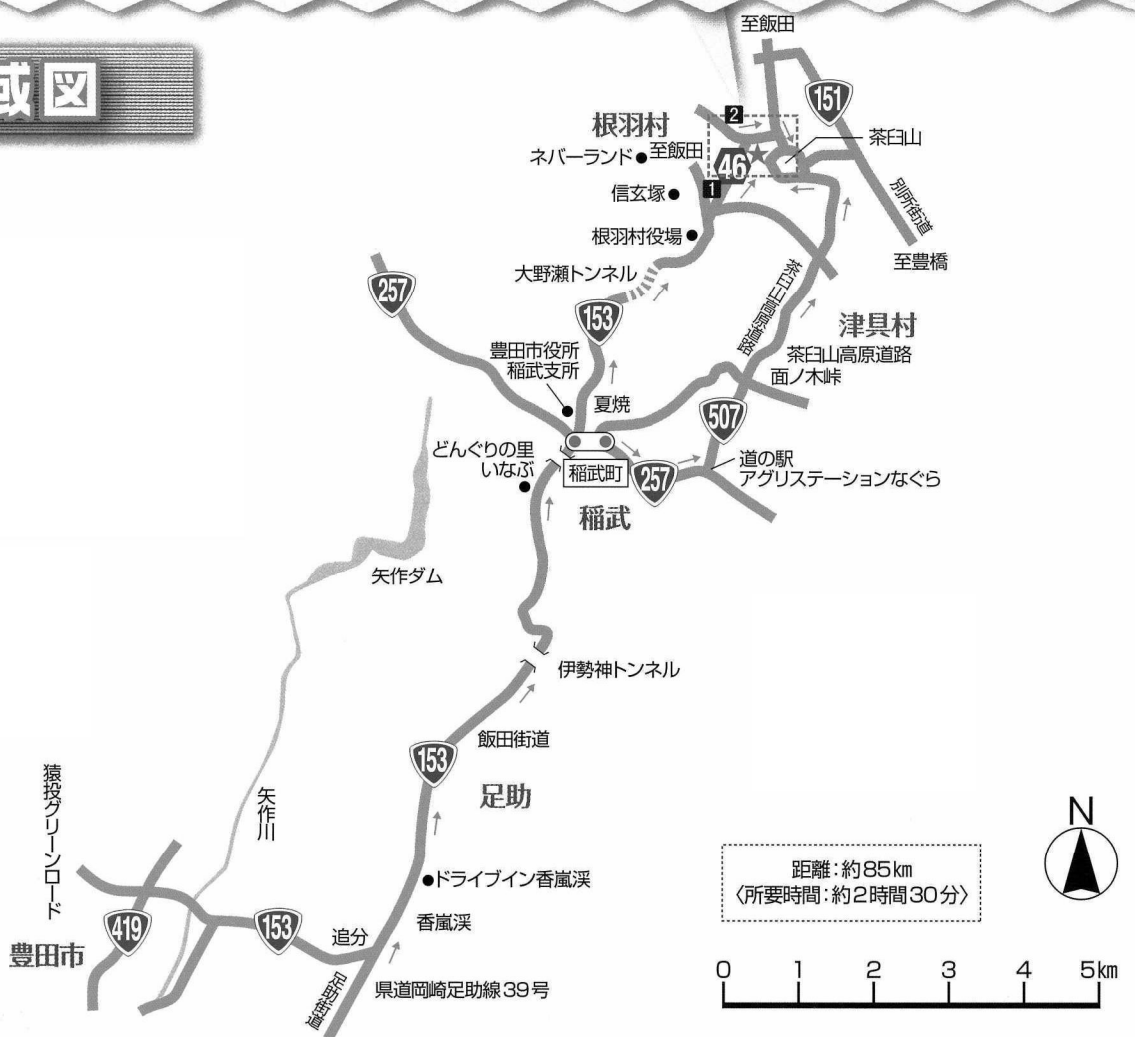 域図
至飯田
151
2
根羽村
茶臼山
ネバーランド
至飯田
46
別所街道
信玄塚
1
根羽村役場
至豊橋
大野瀬トンネル
257
茶臼山高原道路
153
津具村
豊田市役所
稲武支所
茶臼山高原道路
面ノ木峠
夏焼
507
どんぐりの里
いなぶ
稲武町
257
道の駅
アグリステーションなぐら
稲武
矢作ダム
伊勢神トンネル
飯田街道
153
足助
猿投グリーンロード
矢作川
N
距離:約85km
〈所要時間:約2時間30分〉
ドライブイン香嵐渓
香嵐渓
419
153
追分
豊田市
足助街道
県道岡崎足助線39号
0 1 2 3 4 5km